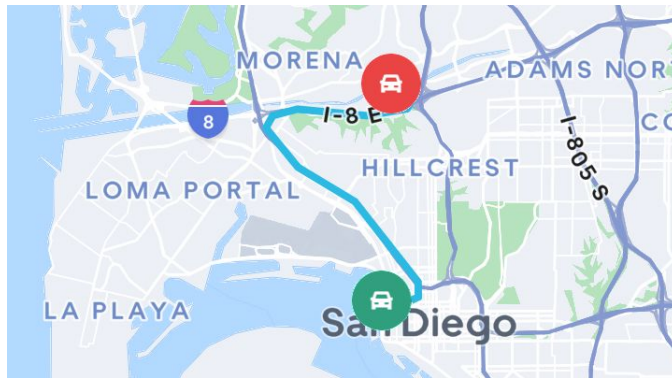 MORENA
ADAMS NOR
8
I-8 E
I-805 S
CO
HILLCREST
LOMA PORTAL
LA PLAYA
San Diego